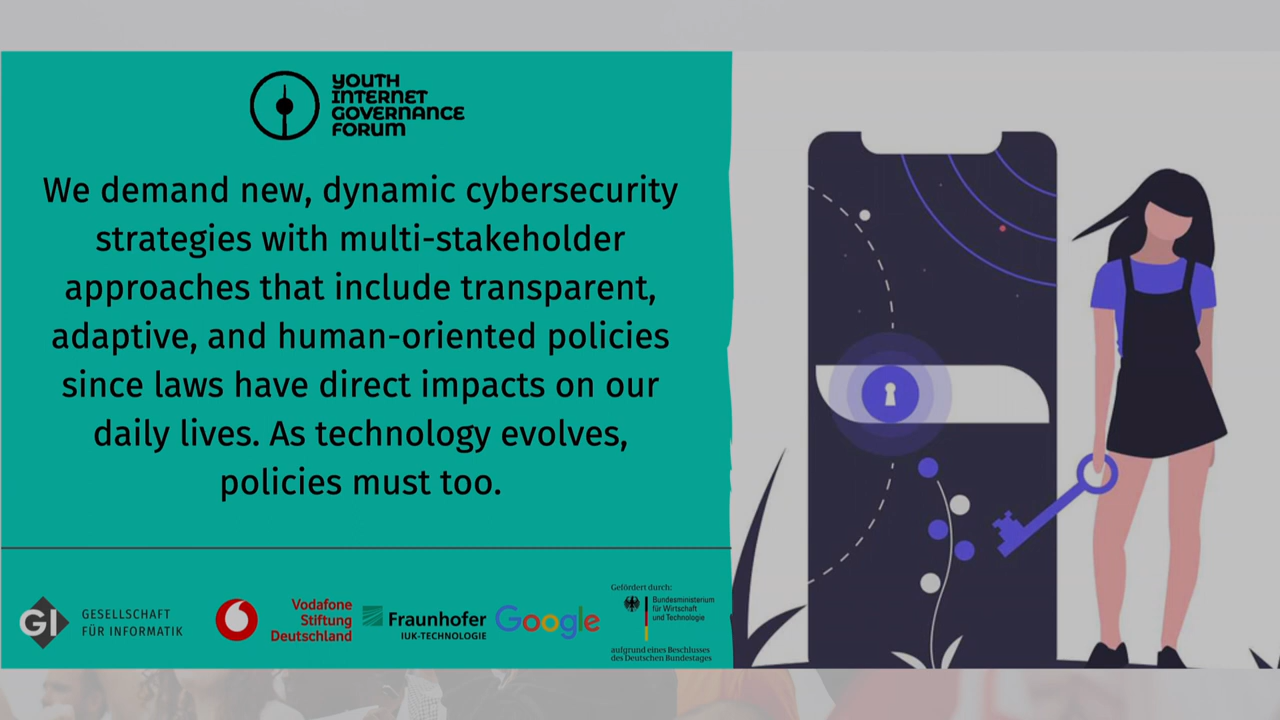 YOUTH
INTERNET
GOVERNANCE
FORUM
We demand new, dynamic cybersecurity
strategies with multi-stakeholder
approaches that include transparent,
adaptive, and human-oriented policies
since laws have direct impacts on our
daily lives. As technology evolves,
policies must too.
GI GESELLSCHAFT
FÜR INFORMATIK
Vodafone
Stiftung
Deutschland
Fraunhofer
IUK-TECHNOLOGIE
Google
Gefördert durch:
Bundesministerium
für Wirtschaft
und Technologie
aufgrund eines Beschlusses
des Deutschen Bundestages